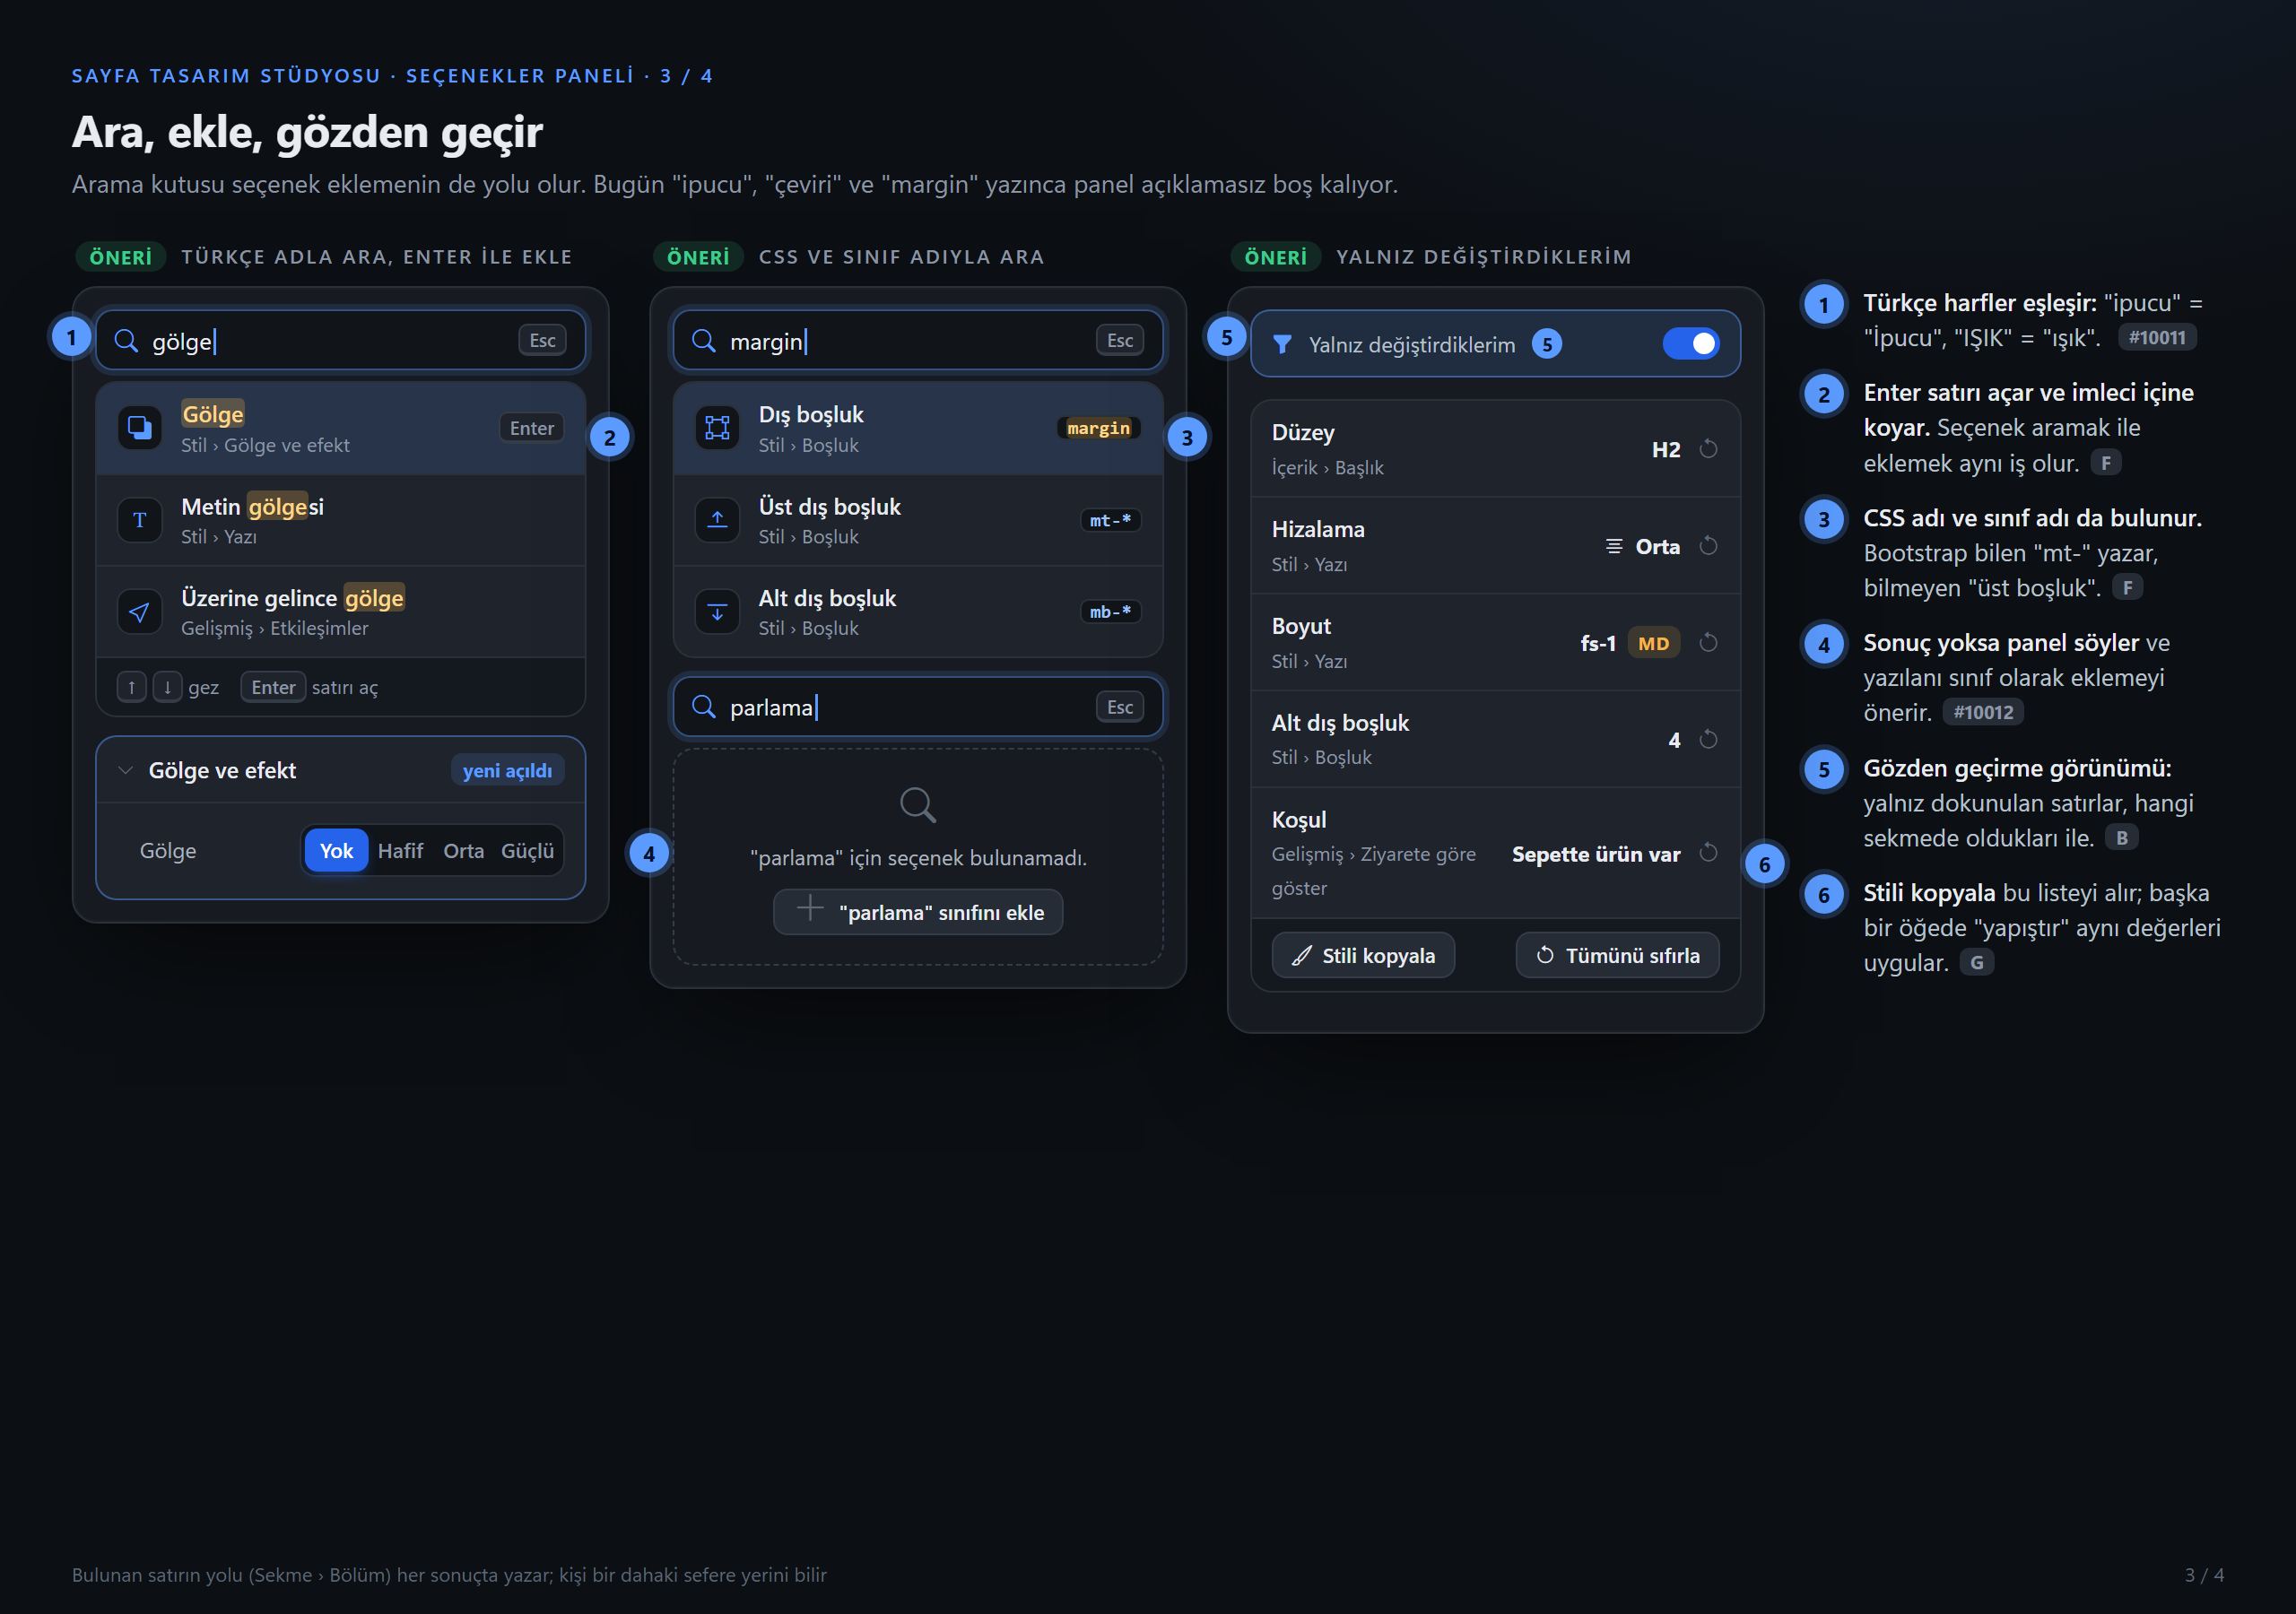 SAYFA TASARIM STÜDYOSU · SEÇENEKLER PANELİ · 3 / 4
Ara, ekle, gözden geçir
Arama kutusu seçenek eklemenin de yolu olur. Bugün "ipucu", "çeviri" ve "margin" yazınca panel açıklamasız boş kalıyor.
ÖNERİ TÜRKÇE ADLA ARA, ENTER İLE EKLE
1
gölge Esc
Gölge
Stil › Gölge ve efekt
Enter
2
T
Metin gölgesi
Stil › Yazı
Üzerine gelince gölge
Gelişmiş › Etkileşimler
↑ ↓ gez Enter satırı aç
Gölge ve efekt yeni açıldı
Gölge Yok Hafif Orta Güçlü
ÖNERİ CSS VE SINIF ADIYLA ARA
margin Esc
Dış boşluk
Stil › Boşluk
margin
3
Üst dış boşluk
Stil › Boşluk
mt-*
Alt dış boşluk
Stil › Boşluk
mb-*
parlama Esc
4
"parlama" için seçenek bulunamadı.
"parlama" sınıfını ekle
ÖNERİ YALNIZ DEĞİŞTİRDİKLERİM
5
Yalnız değiştirdiklerim 5
Düzey
İçerik › Başlık
H2
Hizalama
Stil › Yazı
Orta
Boyut
Stil › Yazı
fs-1 MD
Alt dış boşluk
Stil › Boşluk
4
Koşul
Gelişmiş › Ziyarete göre
göster
Sepette ürün var
6
Stili kopyala Tümünü sıfırla
1 Türkçe harfler eşleşir: "ipucu" =
"İpucu", "IŞIK" = "ışık". #10011
2 Enter satırı açar ve imleci içine
koyar. Seçenek aramak ile
eklemek aynı iş olur. F
3 CSS adı ve sınıf adı da bulunur.
Bootstrap bilen "mt-" yazar,
bilmeyen "üst boşluk". F
4 Sonuç yoksa panel söyler ve
yazılanı sınıf olarak eklemeyi
önerir. #10012
5 Gözden geçirme görünümü:
yalnız dokunulan satırlar, hangi
sekmede oldukları ile. B
6 Stili kopyala bu listeyi alır; başka
bir öğede "yapıştır" aynı değerleri
uygular. G
Bulunan satırın yolu (Sekme › Bölüm) her sonuçta yazar; kişi bir dahaki sefere yerini bilir
3 / 4